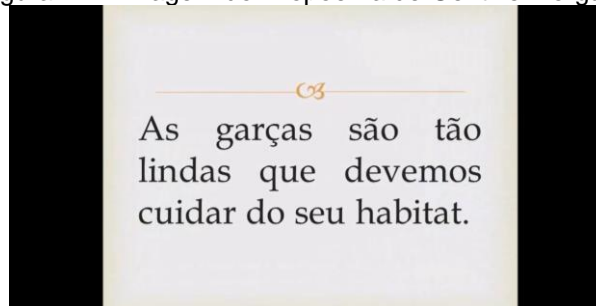 As garças são tão
lindas que devemos
cuidar do seu habitat.